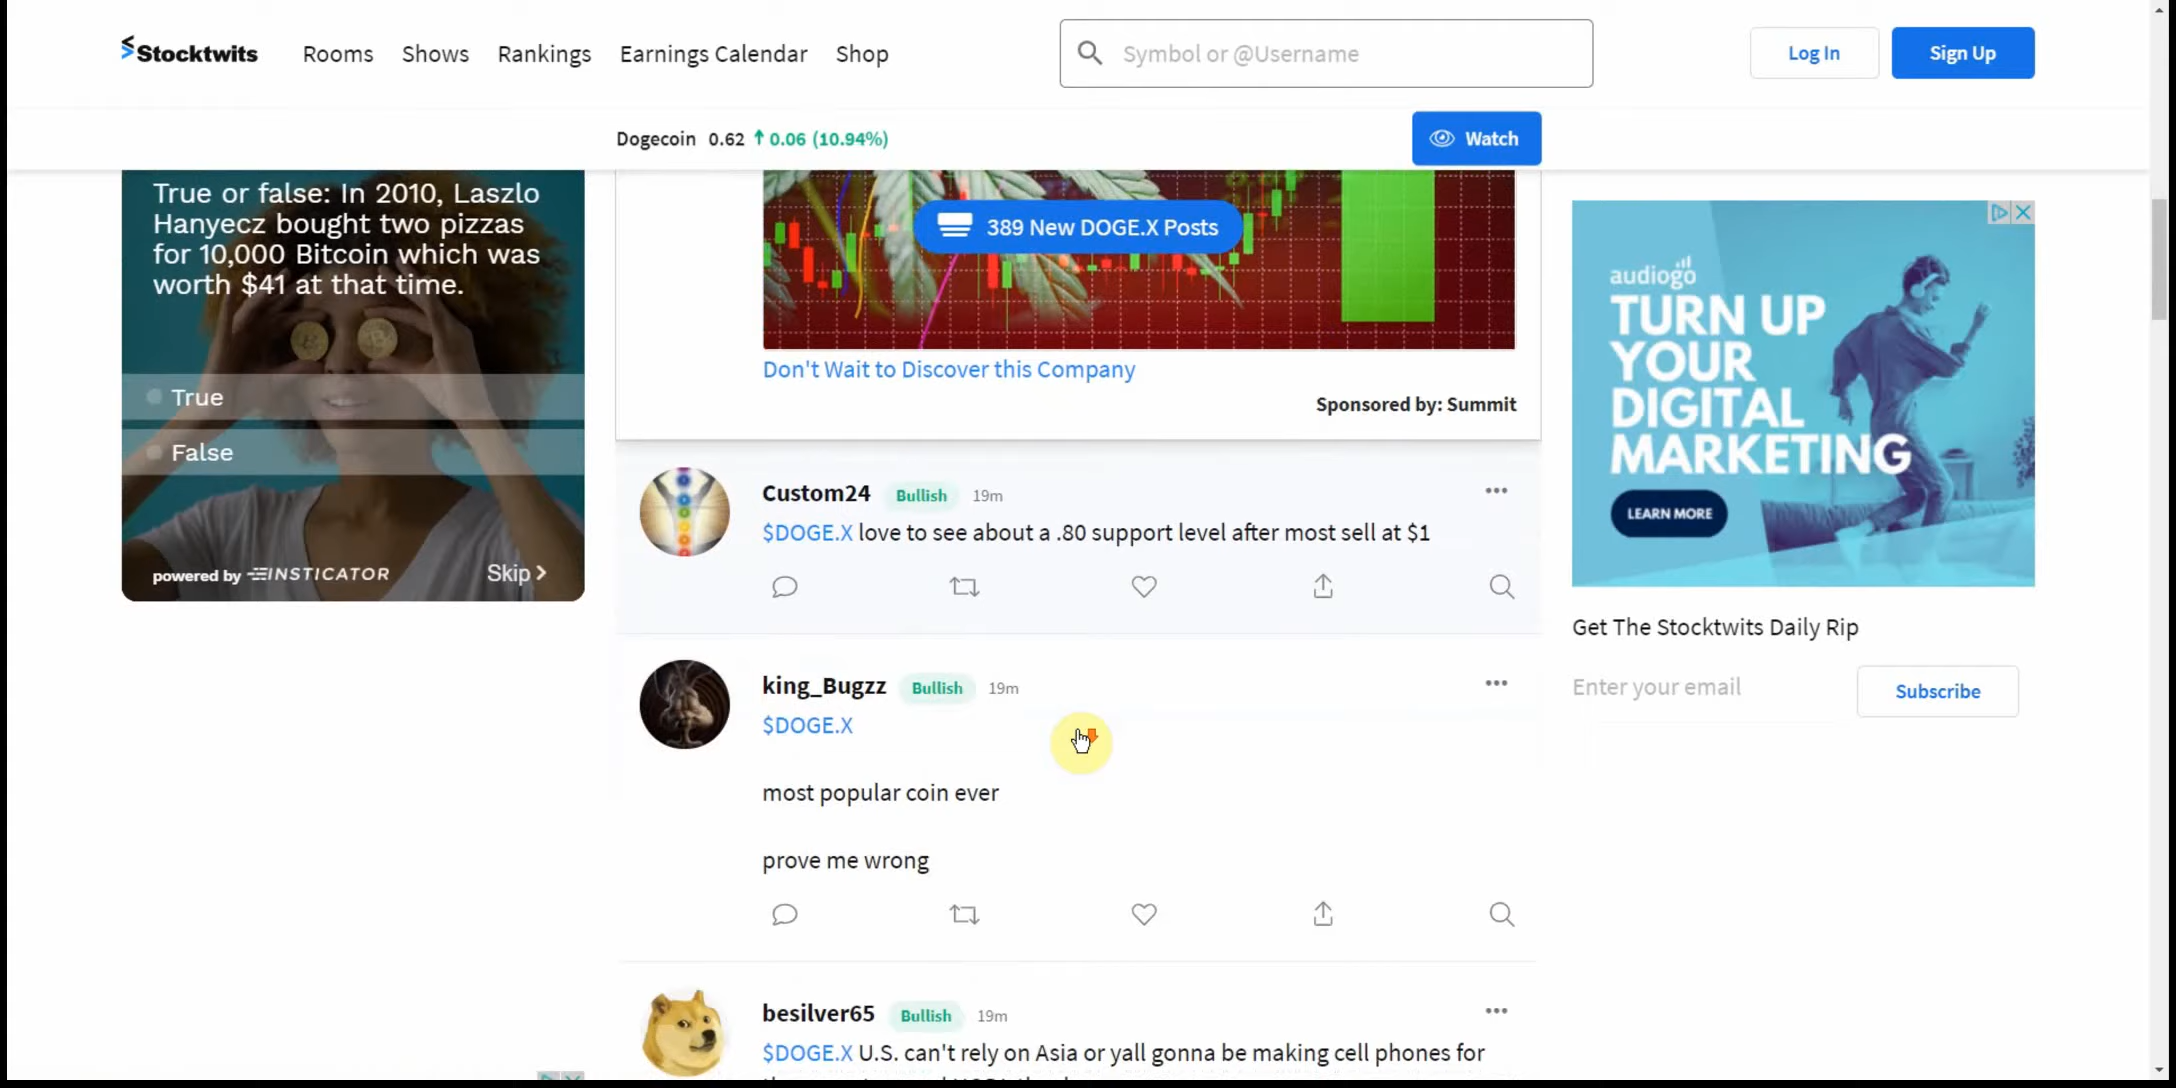 Stocktwits Rooms Shows Rankings Earnings Calendar Shop Symbol or @Username Log In Sign Up
Dogecoin 0.62 ↑ 0.06 (10.94%) Watch
True or false: In 2010, Laszlo
Hanyecz bought two pizzas
for 10,000 Bitcoin which was
worth $41 at that time.
True
False
powered by INSTICATOR Skip >
389 New DOGE.X Posts
Don't Wait to Discover this Company
Sponsored by: Summit
Custom24 Bullish 19m
$DOGE.X love to see about a .80 support level after most sell at $1
king_Bugzz Bullish 19m
$DOGE.X
most popular coin ever
prove me wrong
besilver65 Bullish 19m
$DOGE.X U.S. can't rely on Asia or yall gonna be making cell phones for
audiogo
TURN UP
YOUR
DIGITAL
MARKETING
LEARN MORE
Get The Stocktwits Daily Rip
Enter your email Subscribe